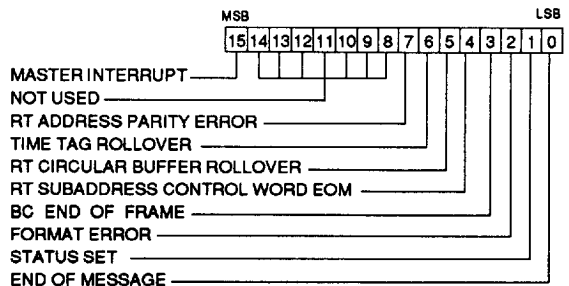 MSB LSB
15 14 13 12 11 10 9 8 7 6 5 4 3 2 1 0
MASTER INTERRUPT
NOT USED
RT ADDRESS PARITY ERROR
TIME TAG ROLLOVER
RT CIRCULAR BUFFER ROLLOVER
RT SUBADDRESS CONTROL WORD EOM
BC END OF FRAME
FORMAT ERROR
STATUS SET
END OF MESSAGE